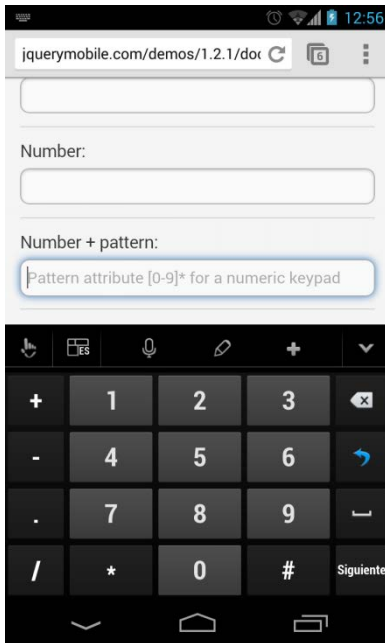 12:56
jquerymobile.com/demos/1.2.1/doc
6
Number:
Number + pattern:
Pattern attribute [0-9]* for a numeric keypad
ES
+ 1 2 3
- 4 5 6
. 7 8 9
/ * 0 # Siguiente